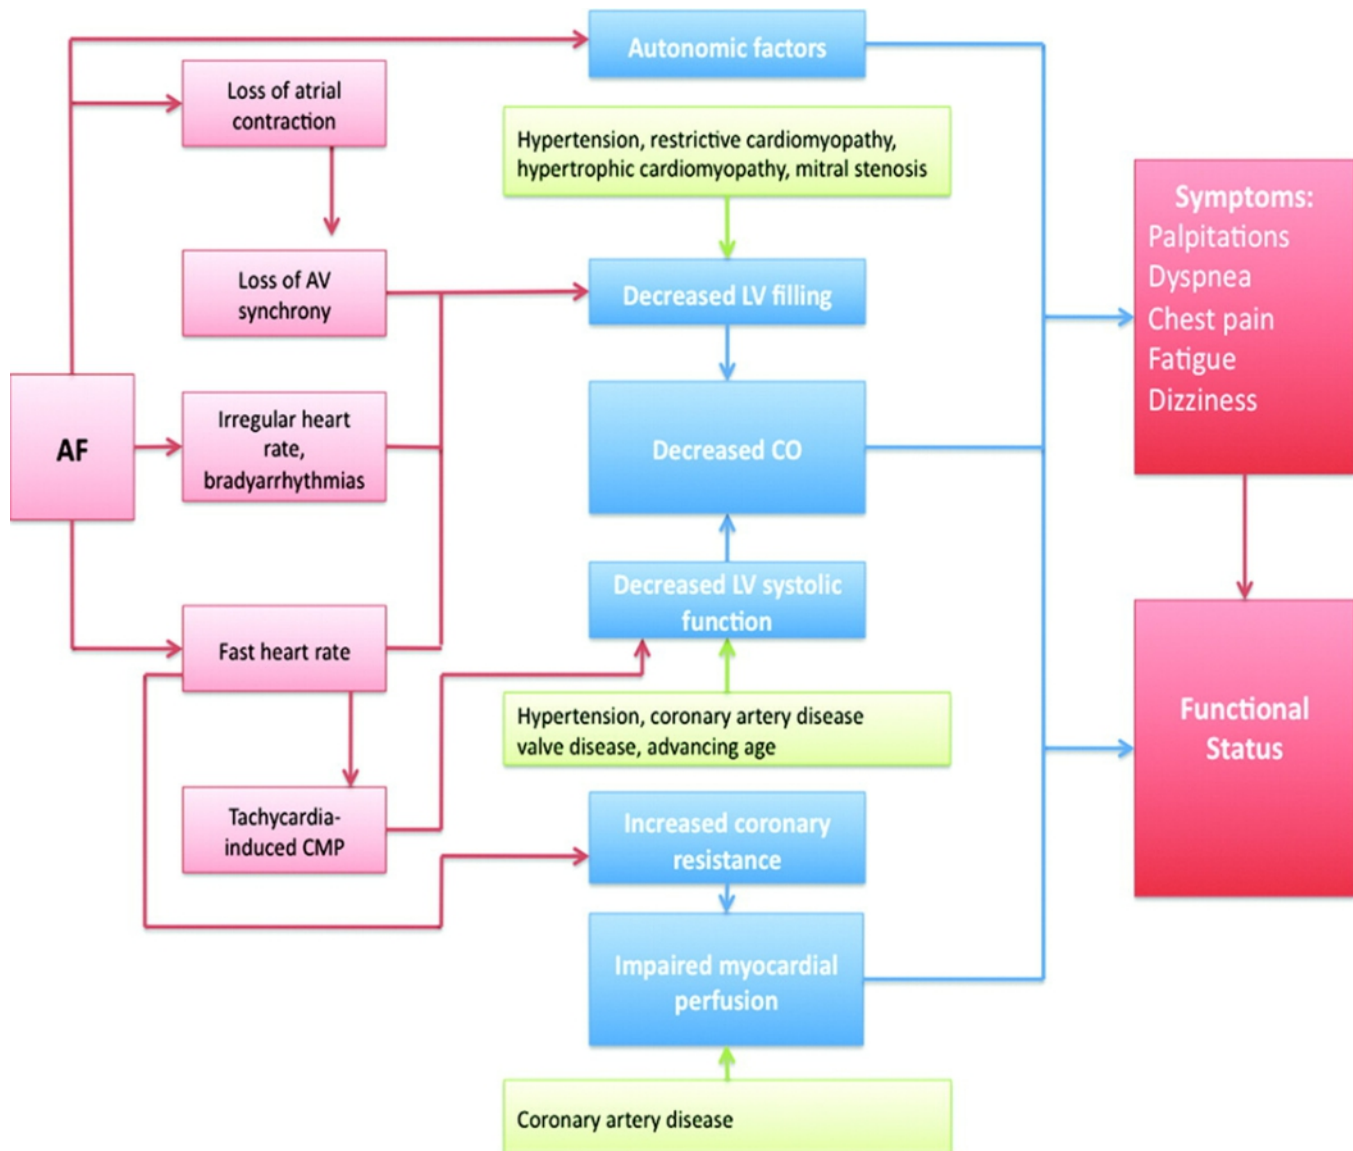 Autonomic factors
Loss of atrial
contraction
Hypertension, restrictive cardiomyopathy,
hypertrophic cardiomyopathy, mitral stenosis
Symptoms:
Palpitations
Dyspnea
Chest pain
Fatigue
Dizziness
Loss of AV
synchrony
Decreased LV filling
AF
Irregular heart
rate,
bradyarrhythmias
Decreased CO
Decreased LV systolic
function
Fast heart rate
Hypertension, coronary artery disease
valve disease, advancing age
Functional
Status
Tachycardia-
induced CMP
Increased coronary
resistance
Impaired myocardial
perfusion
Coronary artery disease